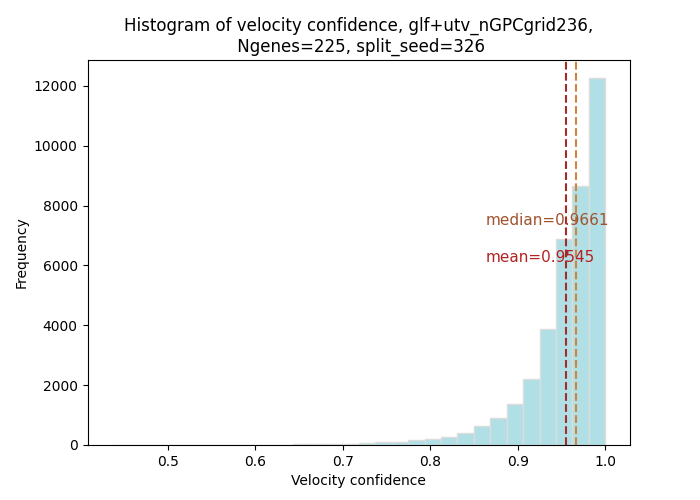 Histogram of velocity confidence, glf+utv_nGPCgrid236,
Ngenes=225, split_seed=326
12000
10000
8000
6000
4000
2000
0
Frequency
median=0.9661
mean=0.9545
0.5 0.6 0.7 0.8 0.9 1.0
Velocity confidence